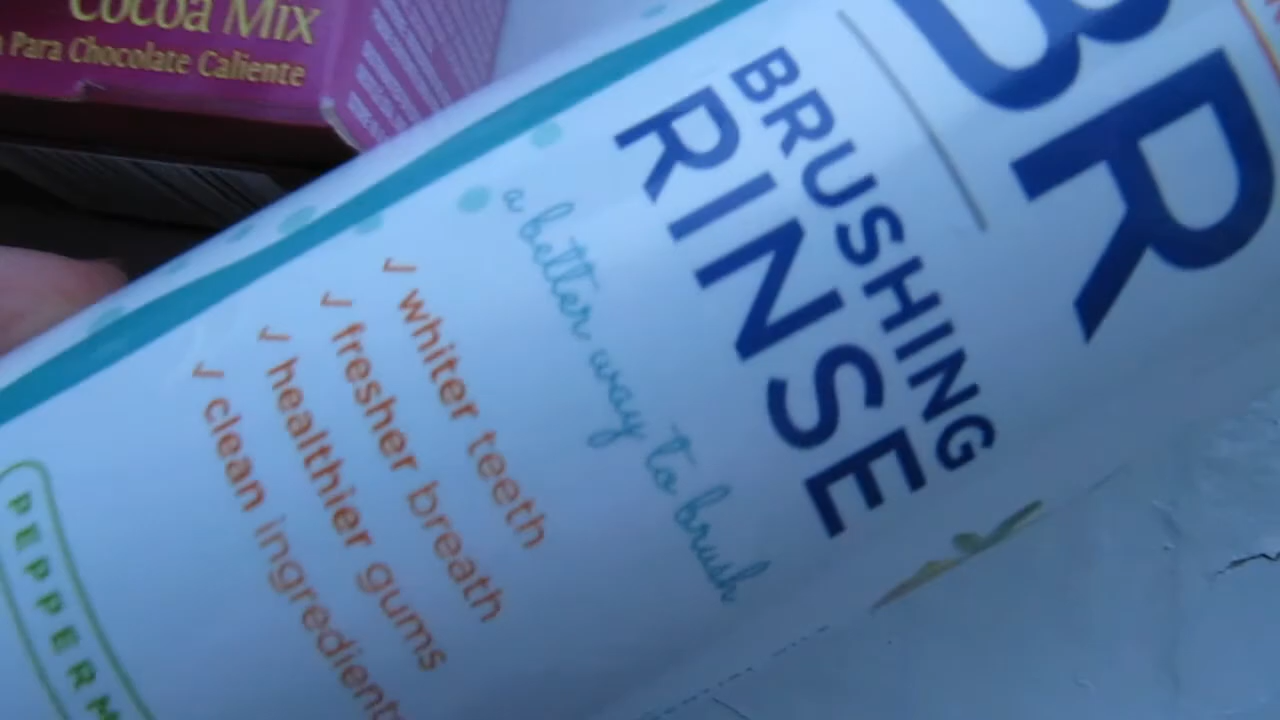 Cocoa Mix
Para Chocolate Caliente
BR
BRUSHING
RINSE
a better way to brush
✓ whiter teeth
✓ fresher breath
✓ healthier gums
✓ clean ingredients
PEPPERM